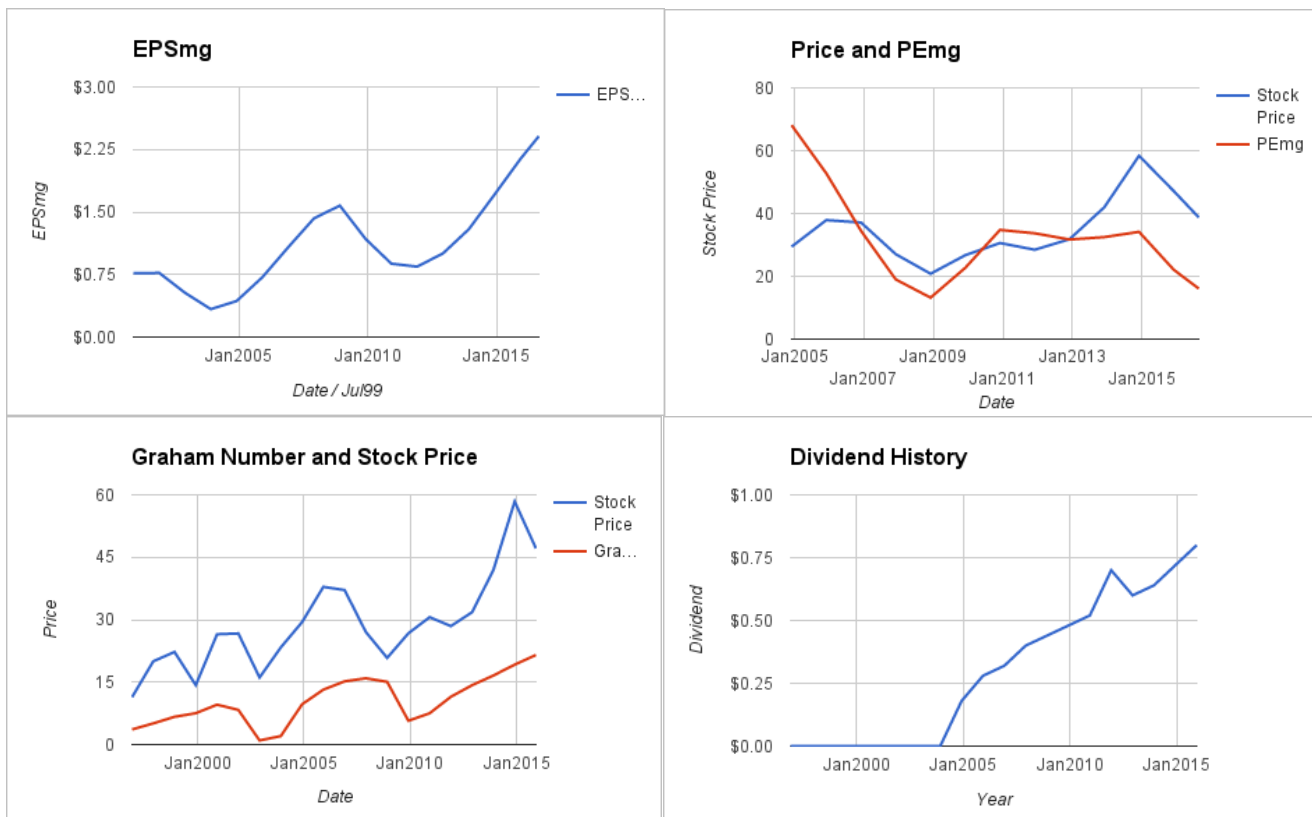 EPSmg
$3.00
$2.25
$1.50
$0.75
$0.00
EPSmg
Jan2005 Jan2010 Jan2015
Date / Jul99
EPS...
Price and PEmg
80
60
40
20
0
Stock Price
Jan2005 Jan2009 Jan2013
Jan2007 Jan2011 Jan2015
Date
Stock
Price
PEmg
Graham Number and Stock Price
60
45
30
15
0
Price
Jan2000 Jan2005 Jan2010 Jan2015
Date
Stock
Price
Gra...
Dividend History
$1.00
$0.75
$0.50
$0.25
$0.00
Dividend
Jan2000 Jan2005 Jan2010 Jan2015
Year